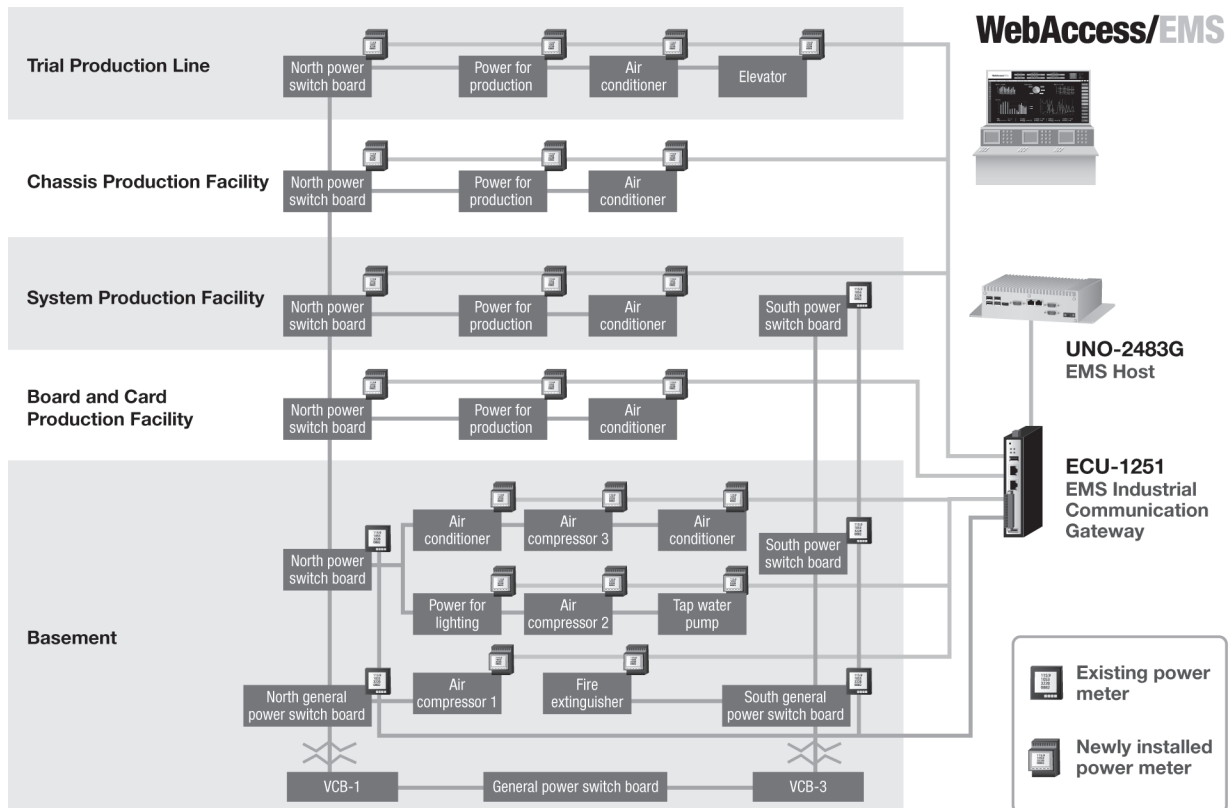 WebAccess/EMS
Trial Production Line
North power
switch board
Power for
production
Air
conditioner
Elevator
Chassis Production Facility
North power
switch board
Power for
production
Air
conditioner
System Production Facility
North power
switch board
Power for
production
Air
conditioner
South power
switch board
UNO-2483G
EMS Host
Board and Card
Production Facility
North power
switch board
Power for
production
Air
conditioner
ECU-1251
EMS Industrial
Communication
Gateway
Basement
North power
switch board
Air
conditioner
Air
compressor 3
Air
conditioner
South power
switch board
Power for
lighting
Air
compressor 2
Tap water
pump
North general
power switch board
Air
compressor 1
Fire
extinguisher
South general
power switch board
VCB-1
General power switch board
VCB-3
Existing power
meter
Newly installed
power meter